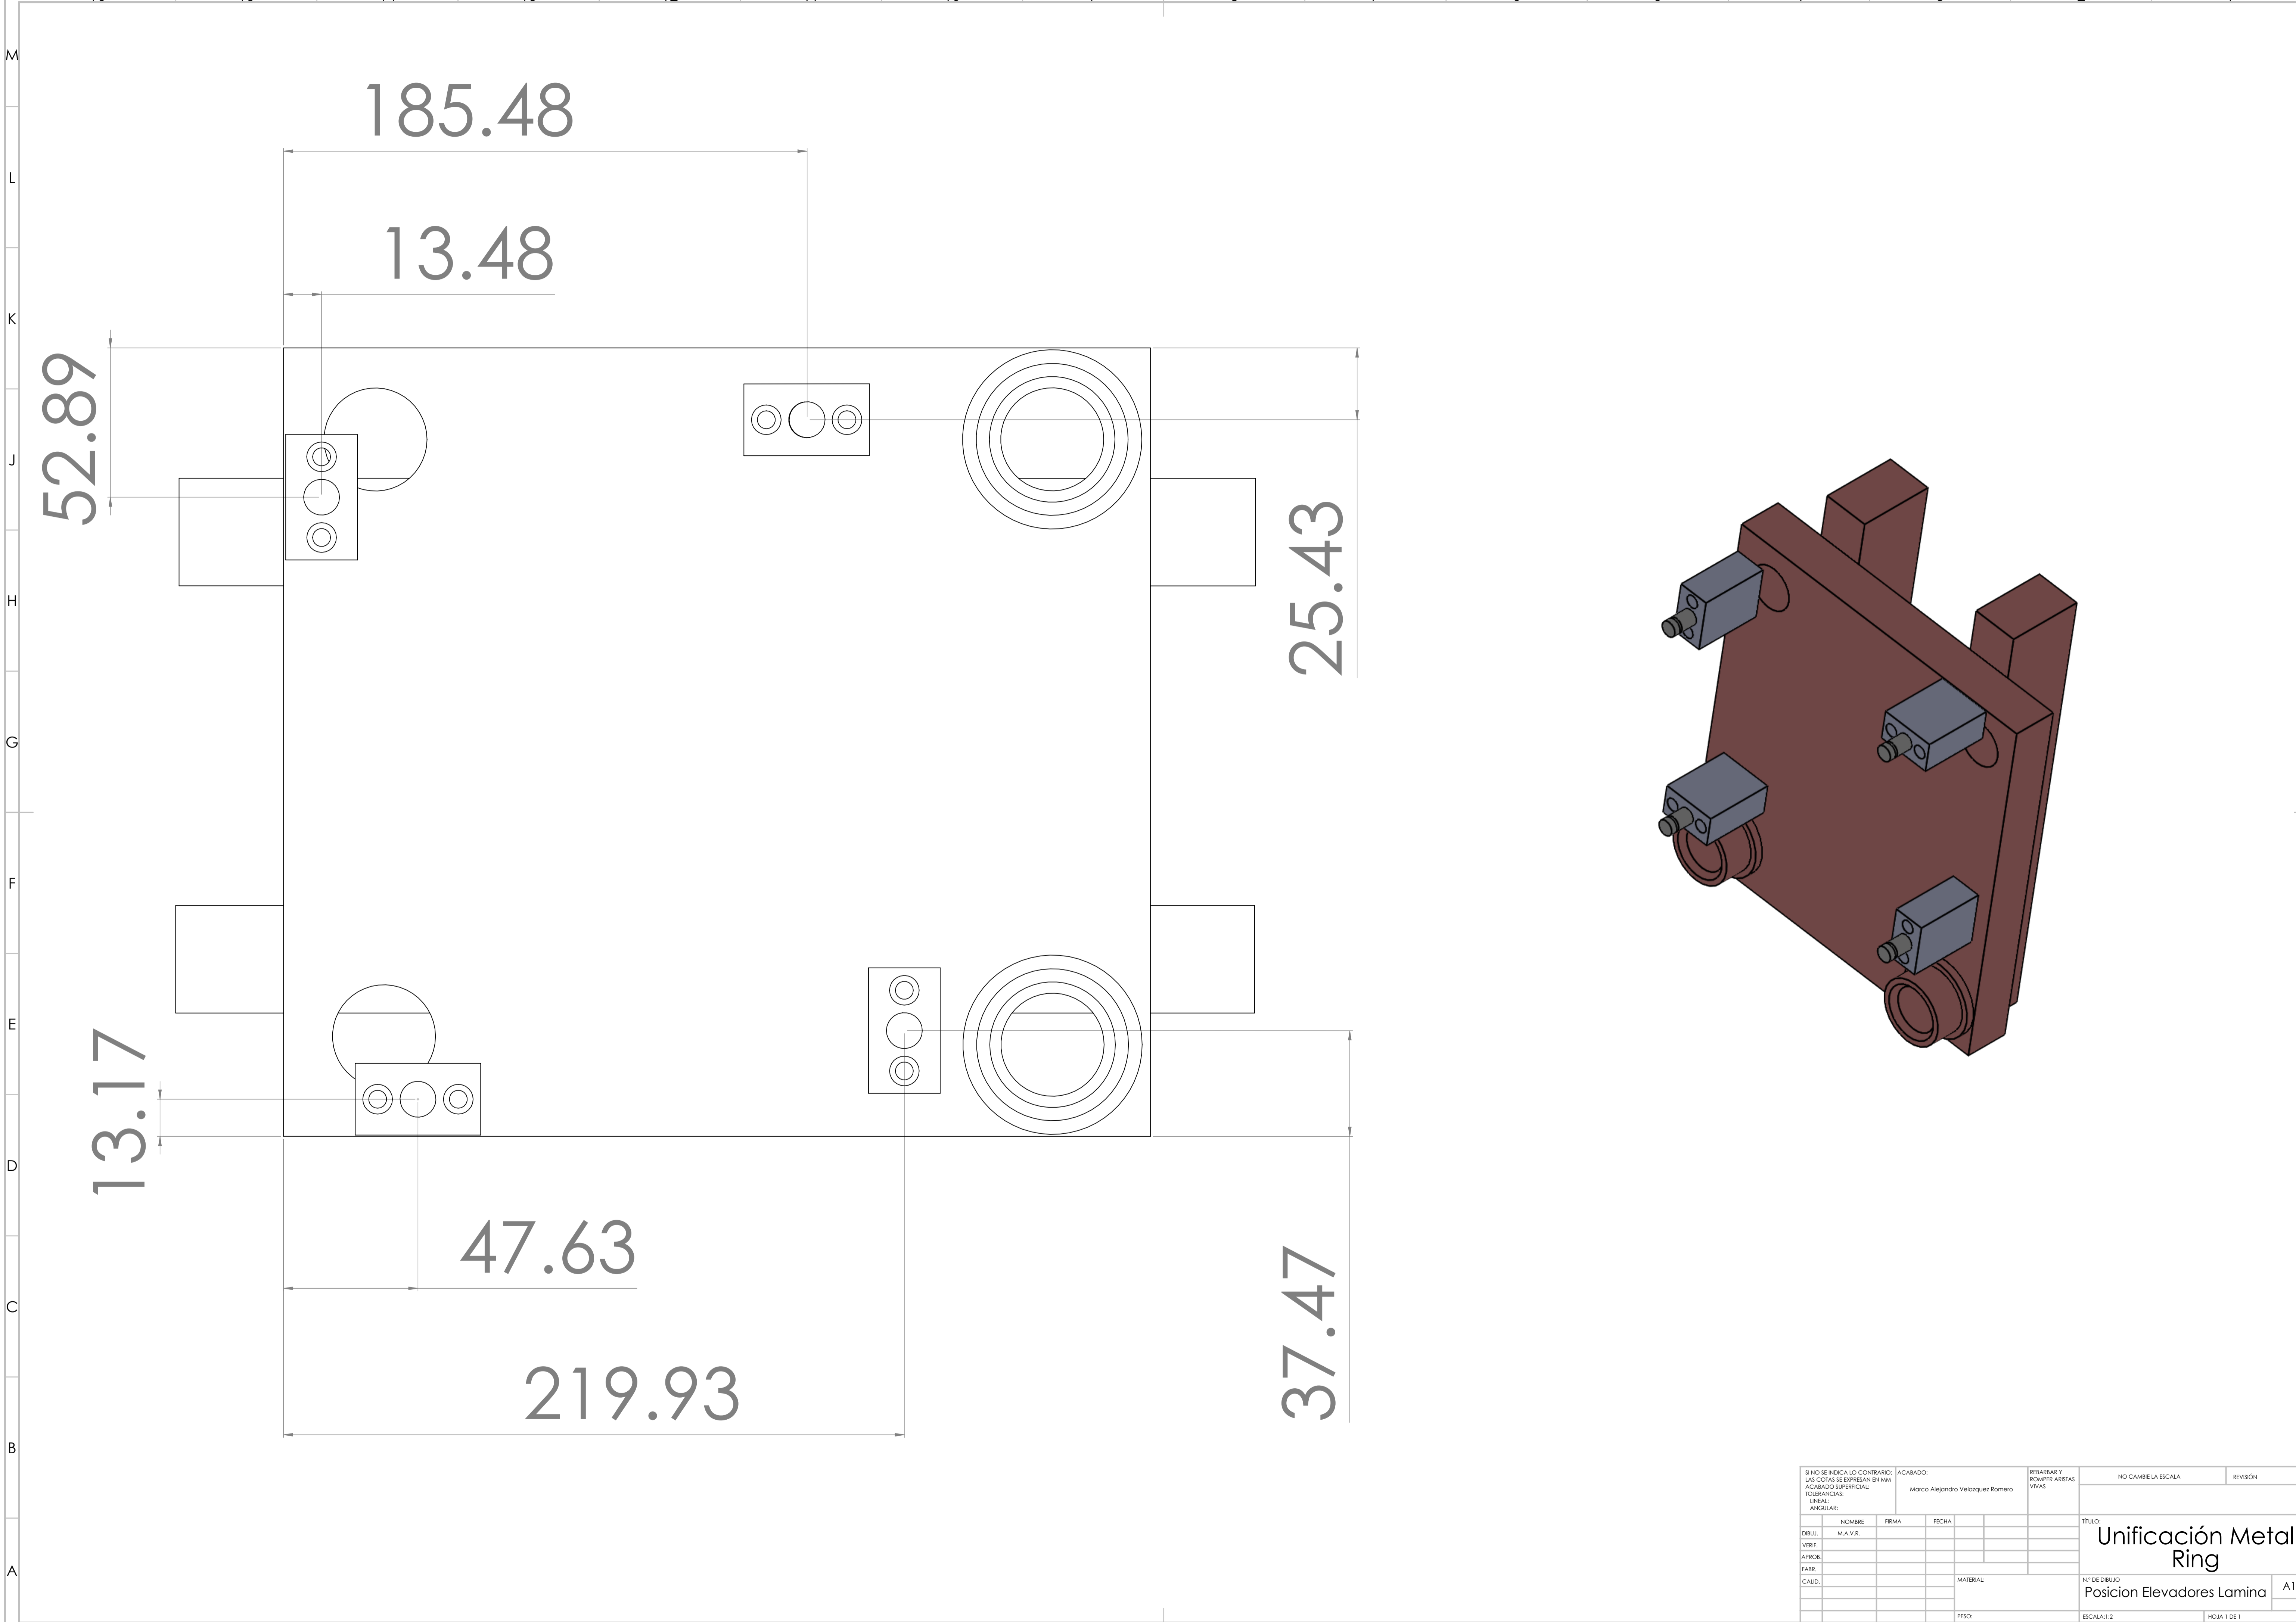 M
185.48
L
13.48
K
52.89
J
25.43
H
G
F
E
13.17
D
47.63
37.47
C
219.93
B
A
SI NO SE INDICA LO CONTRARIO:
LAS COTAS SE EXPRESAN EN MM
ACABADO SUPERFICIAL:
TOLERANCIAS:
LINEAL:
ANGULAR:
ACABADO:
Marco Alejandro Velazquez Romero
REBARBAR Y
ROMPER ARISTAS
VIVAS
NO CAMBIE LA ESCALA
REVISIÓN
NOMBRE FIRMA FECHA
DIBUJ. M.A.V.R.
VERIF.
APROB.
FABR.
CALID.
TÍTULO:
Unificación Metal
Ring
MATERIAL:
N.º DE DIBUJO
Posicion Elevadores Lamina
A1
PESO:
ESCALA:1:2
HOJA 1 DE 1